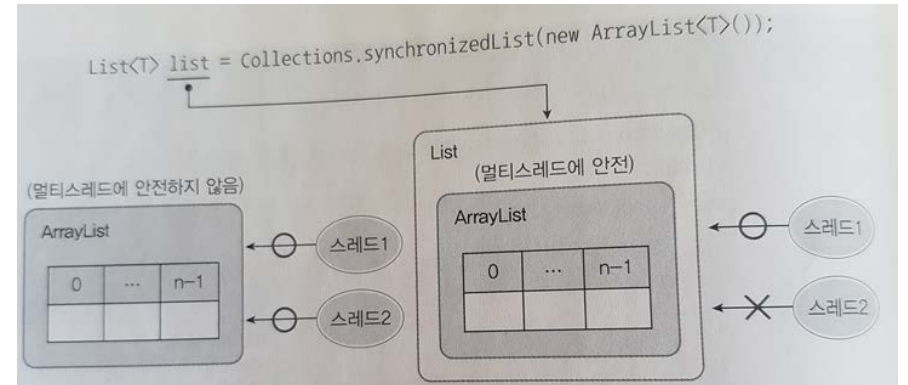 List<T> list = Collections.synchronizedList(new ArrayList<T>());
(멀티스레드에 안전하지 않음)
ArrayList
0 ... n-1
스레드1
스레드2
List
(멀티스레드에 안전)
ArrayList
0 ... n-1
스레드1
스레드2